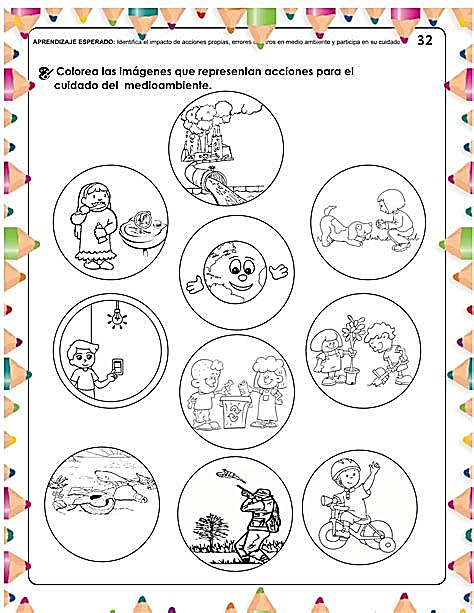 APRENDIZAJE ESPERADO: Identifica el impacto de acciones propias, errores en medio ambiente y participa en su cuidado.
32
Colorea las imágenes que representan acciones para el
cuidado del medioambiente.